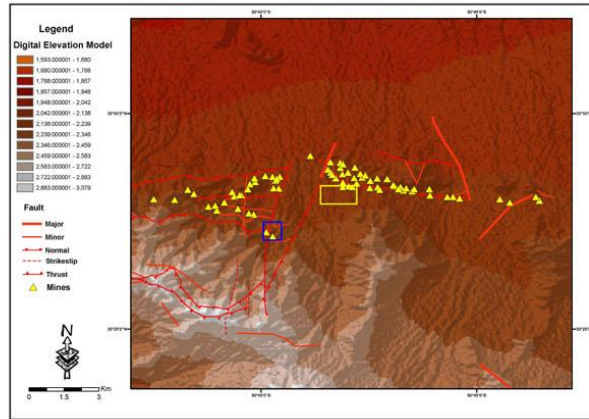 Legend
Digital Elevation Model
1,593.000001 - 1,680
1,680.000001 - 1,768
1,768.000001 - 1,857
1,857.000001 - 1,948
1,948.000001 - 2,042
2,042.000001 - 2,138
2,138.000001 - 2,239
2,239.000001 - 2,346
2,346.000001 - 2,459
2,459.000001 - 2,583
2,583.000001 - 2,722
2,722.000001 - 2,883
2,883.000001 - 3,079
Fault
Major
Minor
Normal
Strikeslip
Thrust
Mines
N
0 1.5 3
Km